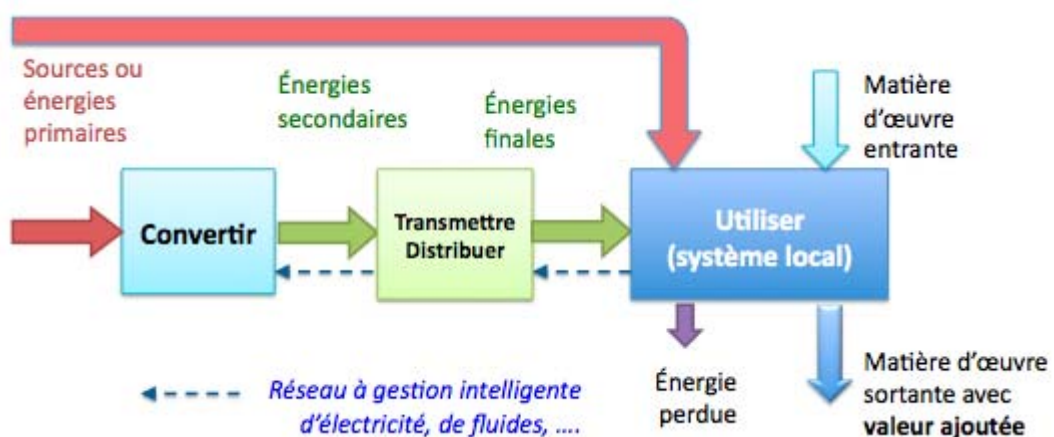 Sources ou
énergies
primaires
Énergies
secondaires
Énergies
finales
Matière
d'œuvre
entrante
Convertir
Transmettre
Distribuer
Utiliser
(système local)
Réseau à gestion intelligente
d'électricité, de fluides, ....
Énergie
perdue
Matière d'œuvre
sortante avec
valeur ajoutée